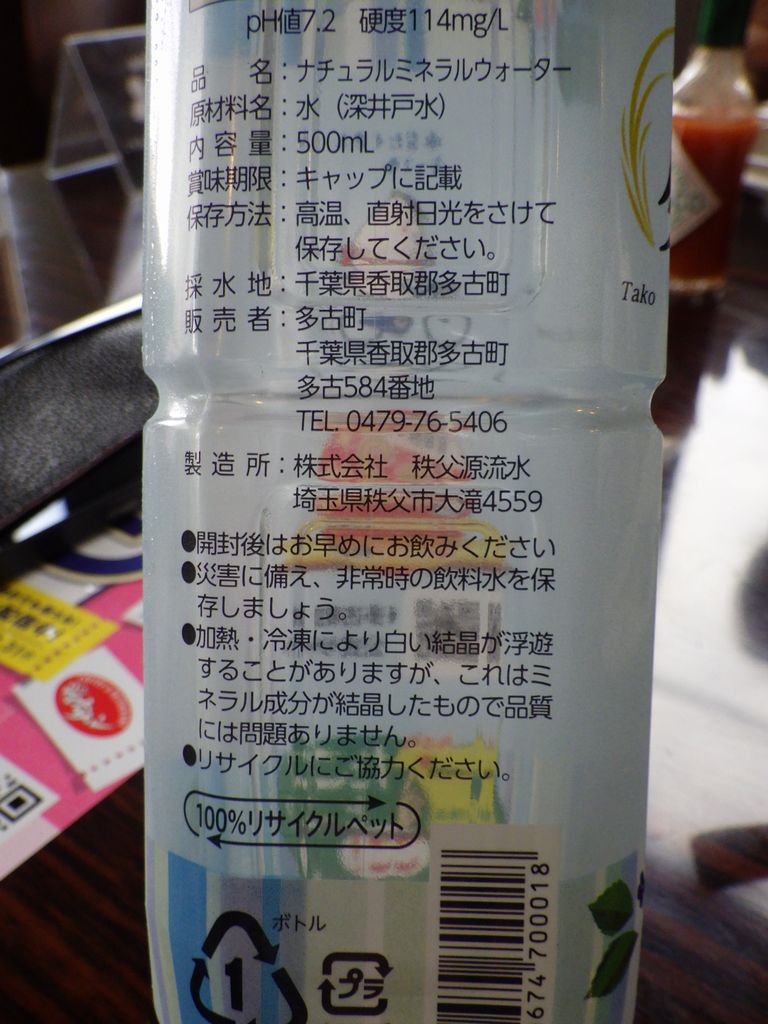 pH値7.2 硬度114mg/L
品名：ナチュラルミネラルウォーター
原材料名：水（深井戸水）
内容量：500mL
賞味期限：キャップに記載
保存方法：高温、直射日光をさけて
保存してください。
採水地：千葉県香取郡多古町
販売者：多古町
千葉県香取郡多古町
多古584番地
TEL. 0479-76-5406
製造所：株式会社 秩父源流水
埼玉県秩父市大滝4559
●開封後はお早めにお飲みください
●災害に備え、非常時の飲料水を保
存しましょう。
●加熱・冷凍により白い結晶が浮遊
することがありますが、これはミ
ネラル成分が結晶したもので品質
には問題ありません。
●リサイクルにご協力ください。
100%リサイクルペット
ボトル
1
プラ
674 700018
Tako